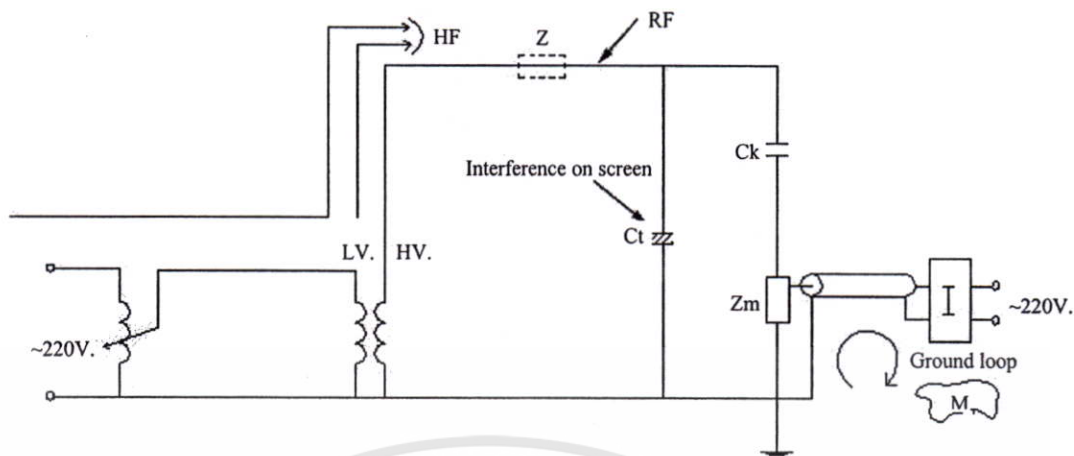 HF
Z
RF
Ck
Interference on screen
Ct
LV.
HV.
Zm
I
~220V.
~220V.
Ground loop
M